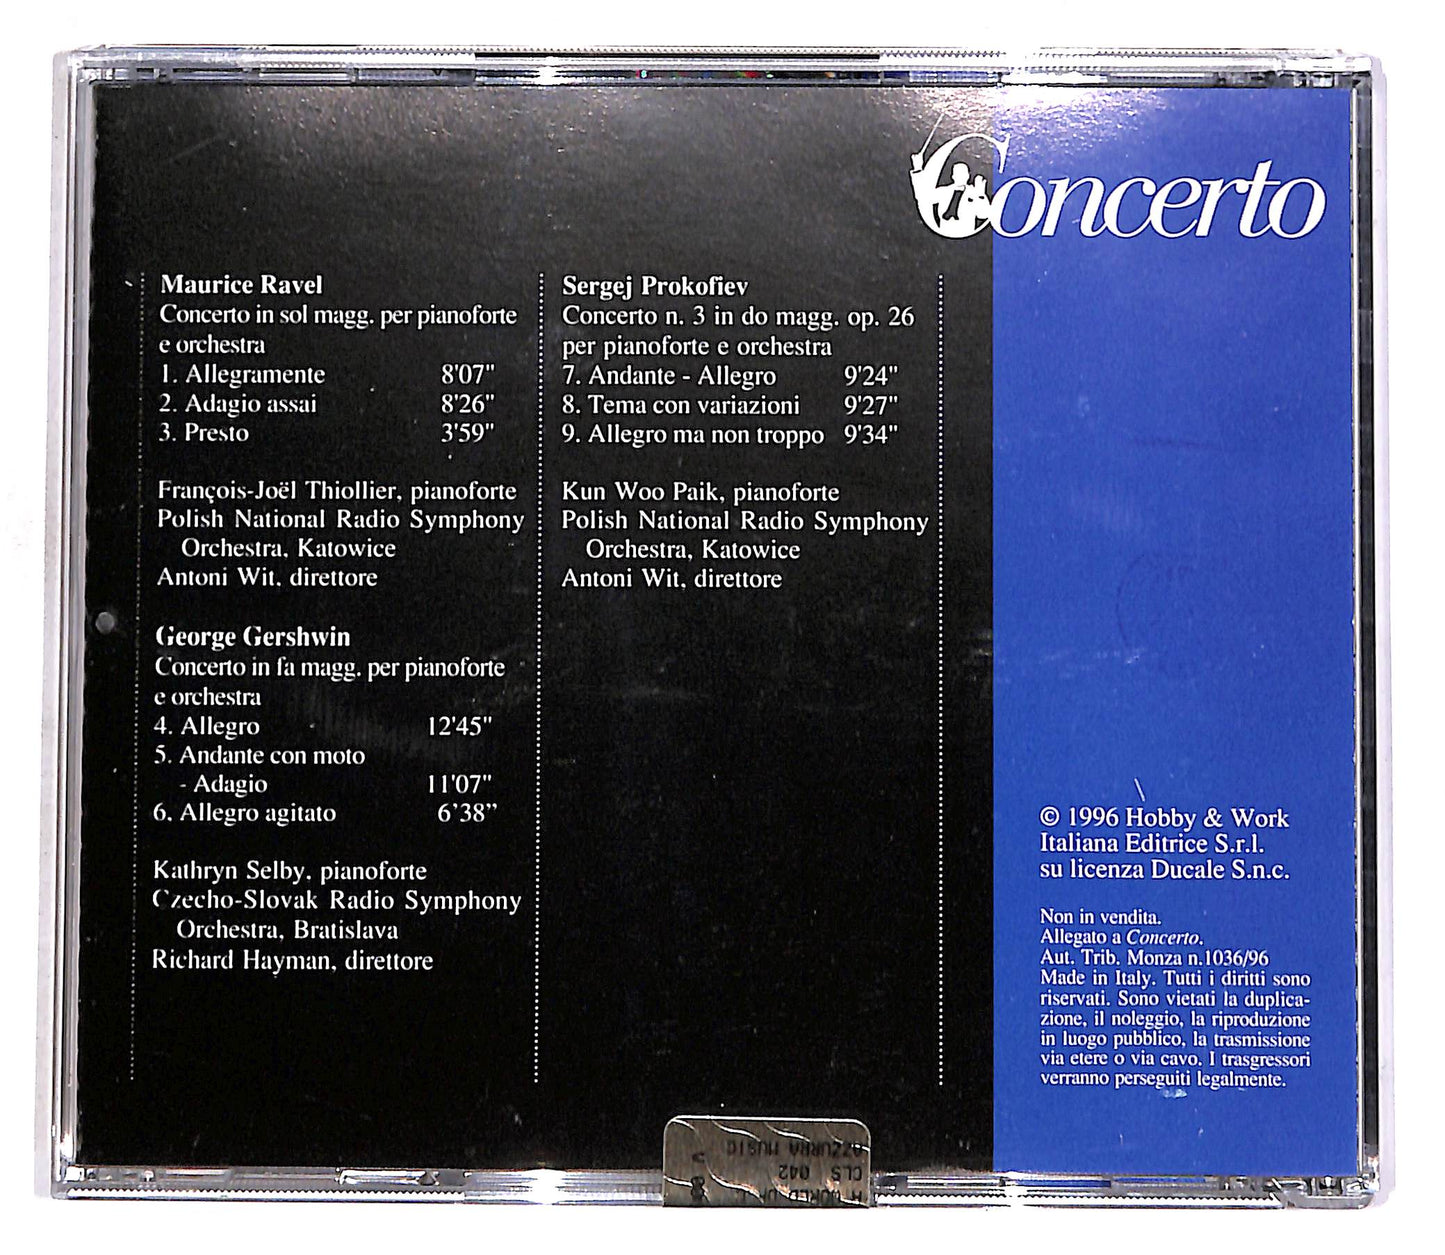 Concerto
Maurice Ravel
Concerto in sol magg. per pianoforte
e orchestra
1. Allegramente 8'07"
2. Adagio assai 8'26"
3. Presto 3'59"
François-Joël Thiollier, pianoforte
Polish National Radio Symphony
Orchestra, Katowice
Antoni Wit, direttore
George Gershwin
Concerto in fa magg. per pianoforte
e orchestra
4. Allegro 12'45"
5. Andante con moto
- Adagio 11'07"
6. Allegro agitato 6'38"
Kathryn Selby, pianoforte
Czecho-Slovak Radio Symphony
Orchestra, Bratislava
Richard Hayman, direttore
Sergej Prokofiev
Concerto n. 3 in do magg. op. 26
per pianoforte e orchestra
7. Andante - Allegro 9'24"
8. Tema con variazioni 9'27"
9. Allegro ma non troppo 9'34"
Kun Woo Paik, pianoforte
Polish National Radio Symphony
Orchestra, Katowice
Antoni Wit, direttore
© 1996 Hobby & Work
Italiana Editrice S.r.l.
su licenza Ducale S.n.c.
Non in vendita.
Allegato a Concerto.
Aut. Trib. Monza n.1036/96
Made in Italy. Tutti i diritti sono
riservati. Sono vietati la duplica-
zione, il noleggio, la riproduzione
in luogo pubblico, la trasmissione
via etere o via cavo. I trasgressori
verranno perseguiti legalmente.
AZZURRA MUSIC
CLS 042